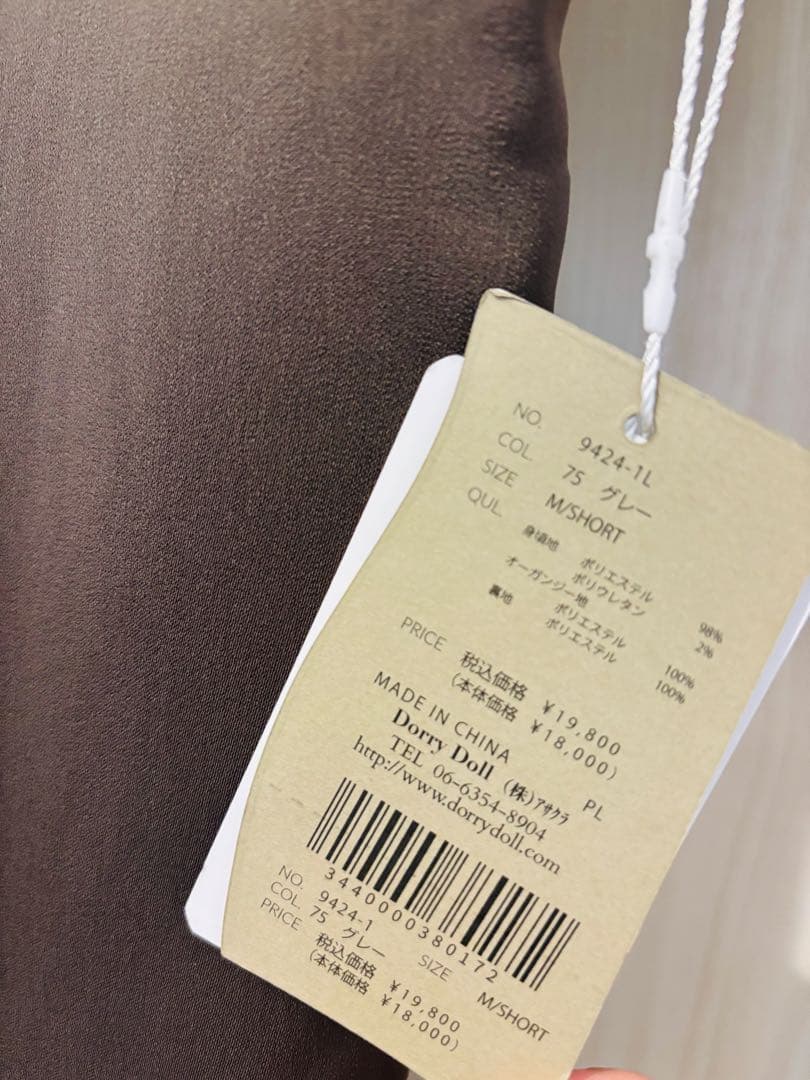 NO. 9424-1L
COL. 75 グレー
SIZE M/SHORT
QUL.
身頃地 ポリエステル 98%
ポリウレタン 2%
オーガンジー地
ポリエステル 100%
裏地 ポリエステル 100%
PRICE 税込価格 ¥19,800
(本体価格 ¥18,000)
MADE IN CHINA
Dorry Doll (株)アサクラ PL
TEL 06-6354-8904
http://www.dorrydoll.com
3440000380172
NO. 9424-1
COL. 75 グレー SIZE M/SHORT
PRICE 税込価格 ¥19,800
(本体価格 ¥18,000)